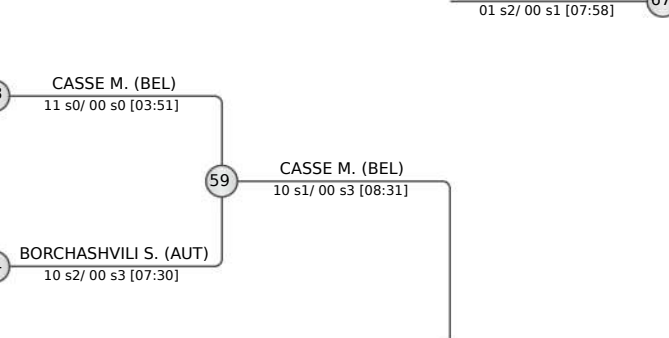 01 s2/ 00 s1 [07:58]
CASSE M. (BEL)
11 s0/ 00 s0 [03:51]
59
CASSE M. (BEL)
10 s1/ 00 s3 [08:31]
BORCHASHVILI S. (AUT)
10 s2/ 00 s3 [07:30]